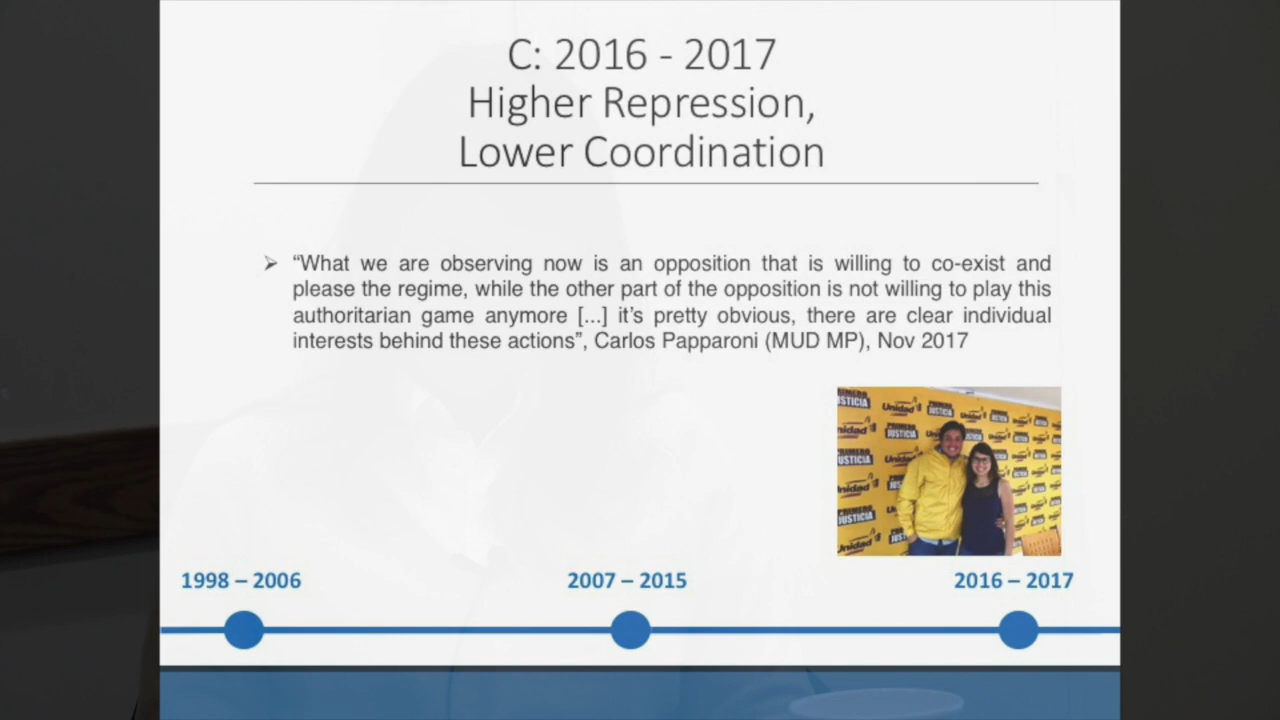 C: 2016 - 2017
Higher Repression,
Lower Coordination
➢ “What we are observing now is an opposition that is willing to co-exist and
please the regime, while the other part of the opposition is not willing to play this
authoritarian game anymore [...] it’s pretty obvious, there are clear individual
interests behind these actions”, Carlos Papparoni (MUD MP), Nov 2017
PRIMERO JUSTICIA
Unidad
1998 – 2006
2007 – 2015
2016 – 2017